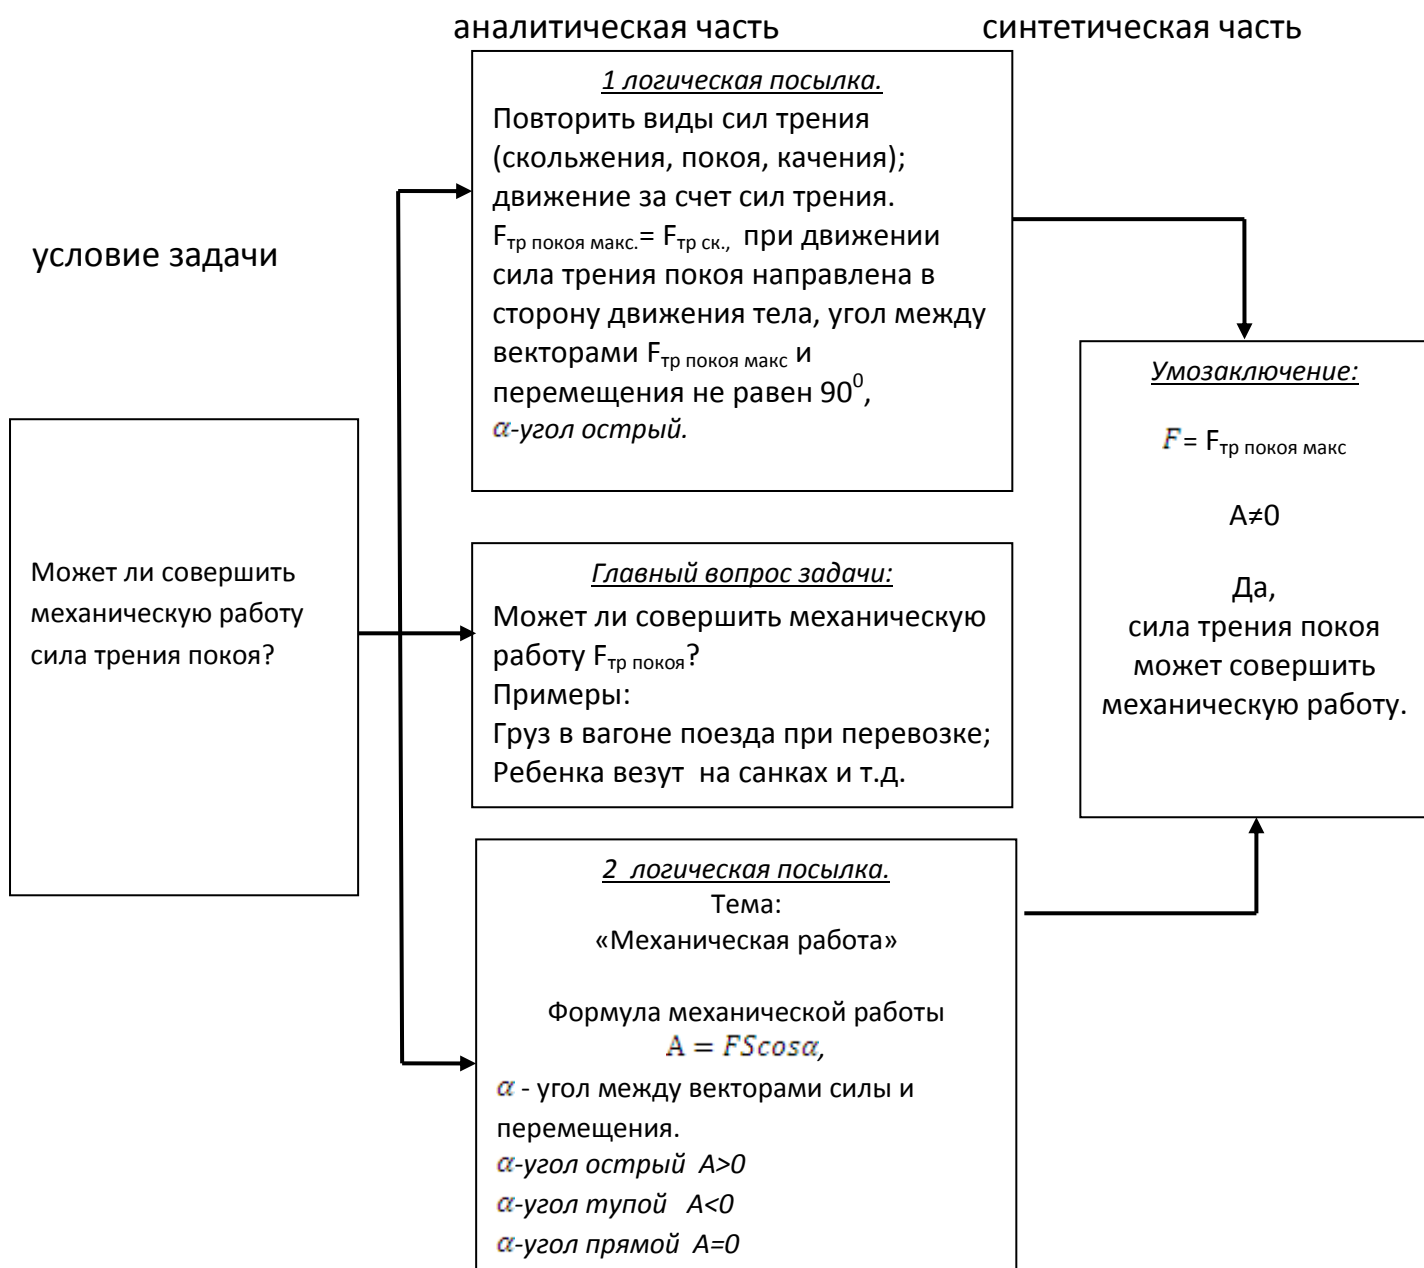 аналитическая часть
синтетическая часть
условие задачи
Может ли совершить
механическую работу
сила трения покоя?
1 логическая посылка.
Повторить виды сил трения
(скольжения, покоя, качения);
движение за счет сил трения.
Fтр покоя макс.= Fтр ск., при движении
сила трения покоя направлена в
сторону движения тела, угол между
векторами Fтр покоя макс и
перемещения не равен 90⁰,
α-угол острый.
Главный вопрос задачи:
Может ли совершить механическую
работу Fтр покоя?
Примеры:
Груз в вагоне поезда при перевозке;
Ребенка везут на санках и т.д.
2 логическая посылка.
Тема:
«Механическая работа»
Формула механической работы
A = FScosα,
α - угол между векторами силы и
перемещения.
α-угол острый А>0
α-угол тупой А<0
α-угол прямой А=0
Умозаключение:
F = Fтр покоя макс
А≠0
Да,
сила трения покоя
может совершить
механическую работу.